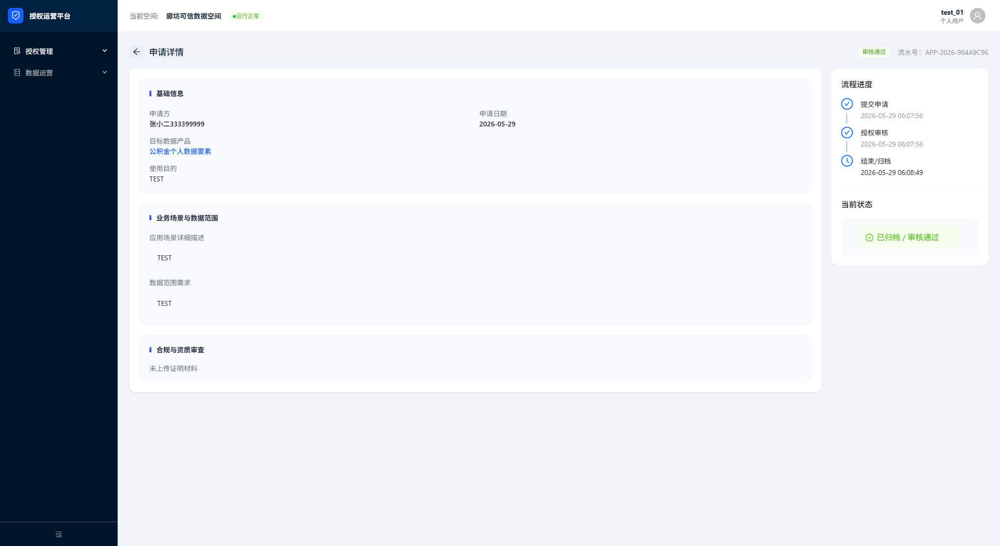 授权运营平台
当前空间: 廊坊可信数据空间 运行正常
test_01
个人用户
授权管理
数据运营
申请详情
审核通过 流水号: APP-2026-984A9C96
基础信息
申请方
张小二333399999
申请日期
2026-05-29
目标数据产品
公积金个人数据要素
使用目的
TEST
业务场景与数据范围
应用场景详细描述
TEST
数据范围需求
TEST
合规与资质审查
未上传证明材料
流程进度
提交申请
2026-05-29 06:07:56
授权审核
2026-05-29 06:07:56
结束/归档
2026-05-29 06:08:49
当前状态
已归档 / 审核通过